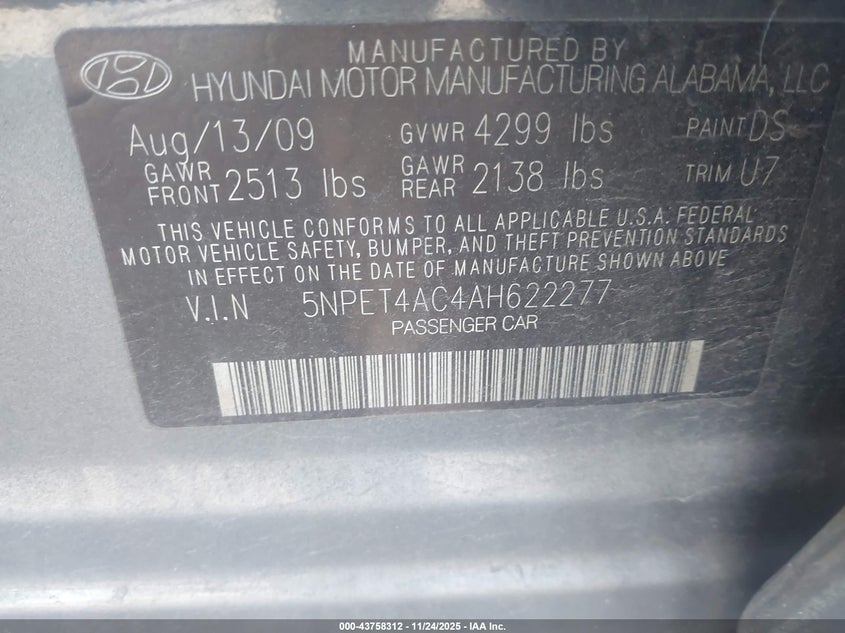 MANUFACTURED BY
HYUNDAI MOTOR MANUFACTURING ALABAMA, LLC
Aug/13/09 GVWR 4299 lbs PAINT DS
GAWR FRONT 2513 lbs GAWR REAR 2138 lbs TRIM U7
THIS VEHICLE CONFORMS TO ALL APPLICABLE U.S.A. FEDERAL
MOTOR VEHICLE SAFETY, BUMPER, AND THEFT PREVENTION STANDARDS
IN EFFECT ON THE DATE OF MANUFACTURE SHOWN ABOVE
V.I.N 5NPET4AC4AH622277
PASSENGER CAR
000-43758312 - 11/24/2025 - IAA Inc.